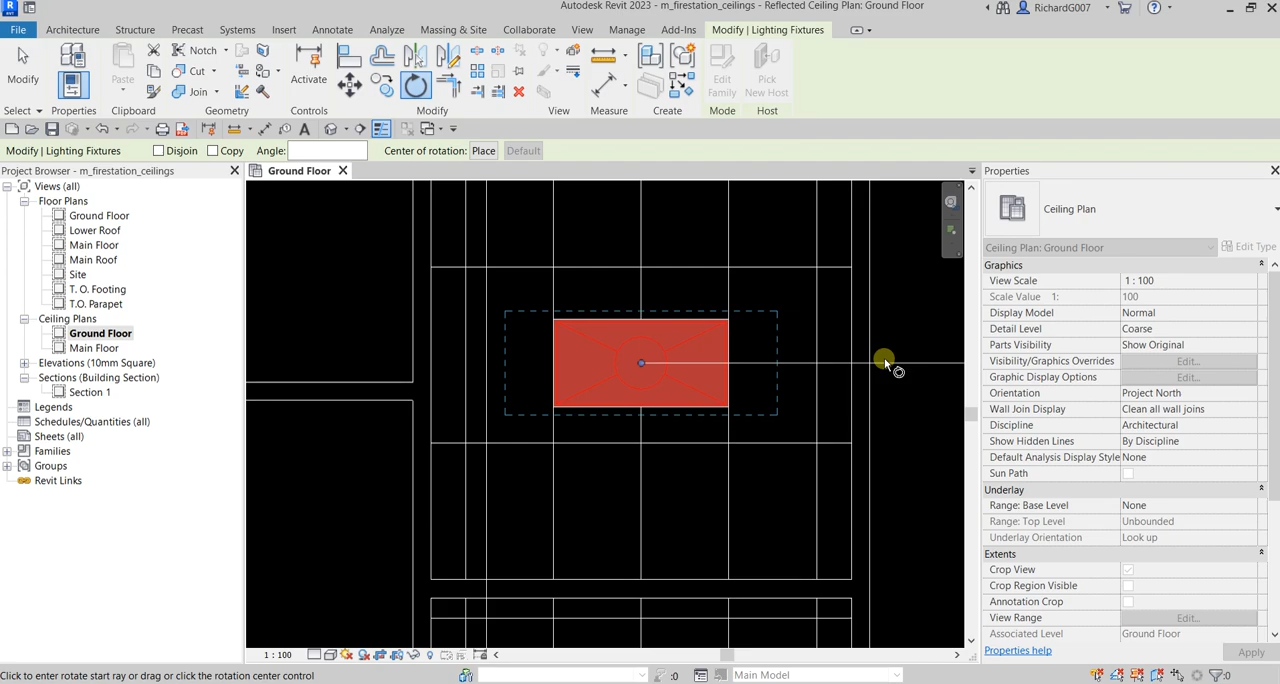 Autodesk Revit 2023 - m_firestation_ceilings - Reflected Ceiling Plan: Ground Floor
RichardG007
File Architecture Structure Precast Systems Insert Annotate Analyze Massing & Site Collaborate View Manage Add-Ins Modify | Lighting Fixtures
Notch
Cut
Join
Modify
Paste
Activate
Edit Family
Pick New Host
Select Properties Clipboard Geometry Controls Modify View Measure Create Mode Host
Modify | Lighting Fixtures Disjoin Copy Angle: Center of rotation: Place Default
Project Browser - m_firestation_ceilings
Ground Floor
Properties
Views (all)
Floor Plans
Ground Floor
Lower Roof
Main Floor
Main Roof
Site
T. O. Footing
T.O. Parapet
Ceiling Plans
Ground Floor
Main Floor
Elevations (10mm Square)
Sections (Building Section)
Section 1
Legends
Schedules/Quantities (all)
Sheets (all)
Families
Groups
Revit Links
Ceiling Plan
Ceiling Plan: Ground Floor Edit Type
Graphics
View Scale 1 : 100
Scale Value 1: 100
Display Model Normal
Detail Level Coarse
Parts Visibility Show Original
Visibility/Graphics Overrides Edit...
Graphic Display Options Edit...
Orientation Project North
Wall Join Display Clean all wall joins
Discipline Architectural
Show Hidden Lines By Discipline
Default Analysis Display Style None
Sun Path
Underlay
Range: Base Level None
Range: Top Level Unbounded
Underlay Orientation Look up
Extents
Crop View
Crop Region Visible
Annotation Crop
View Range Edit...
Associated Level Ground Floor
Properties help Apply
1 : 100
Click to enter rotate start ray or drag or click the rotation center control
:0 Main Model :0